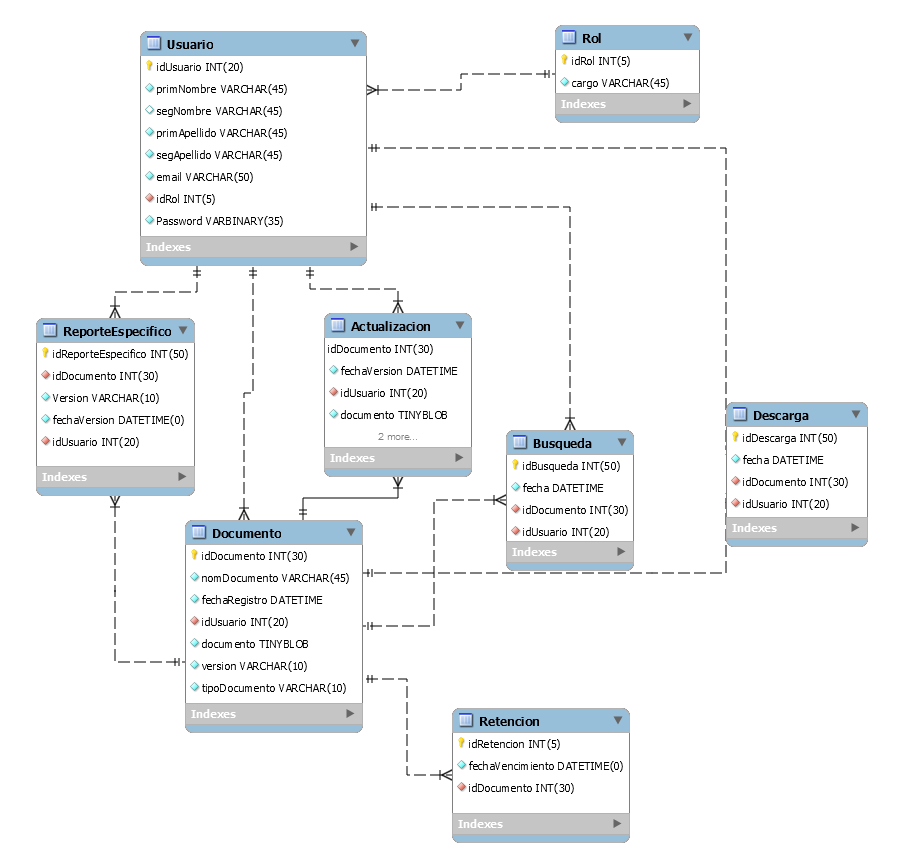 Usuario
idUsuario INT(20)
primNombre VARCHAR(45)
segNombre VARCHAR(45)
primApellido VARCHAR(45)
segApellido VARCHAR(45)
email VARCHAR(50)
idRol INT(5)
Password VARBINARY(35)
Indexes
Rol
idRol INT(5)
cargo VARCHAR(45)
Indexes
ReporteEspecifico
idReporteEspecifico INT(50)
idDocumento INT(30)
Version VARCHAR(10)
fechaVersion DATETIME(0)
idUsuario INT(20)
Indexes
Actualizacion
idDocumento INT(30)
fechaVersion DATETIME
idUsuario INT(20)
documento TINYBLOB
2 more...
Indexes
Busqueda
idBusqueda INT(50)
fecha DATETIME
idDocumento INT(30)
idUsuario INT(20)
Indexes
Descarga
idDescarga INT(50)
fecha DATETIME
idDocumento INT(30)
idUsuario INT(20)
Indexes
Documento
idDocumento INT(30)
nomDocumento VARCHAR(45)
fechaRegistro DATETIME
idUsuario INT(20)
documento TINYBLOB
version VARCHAR(10)
tipoDocumento VARCHAR(10)
Indexes
Retencion
idRetencion INT(5)
fechaVencimiento DATETIME(0)
idDocumento INT(30)
Indexes